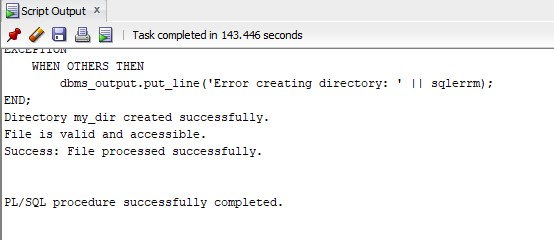 Script Output x
Task completed in 143.446 seconds
EXCEPTION
    WHEN OTHERS THEN
        dbms_output.put_line('Error creating directory: ' || sqlerrm);
END;
Directory my_dir created successfully.
File is valid and accessible.
Success: File processed successfully.
PL/SQL procedure successfully completed.